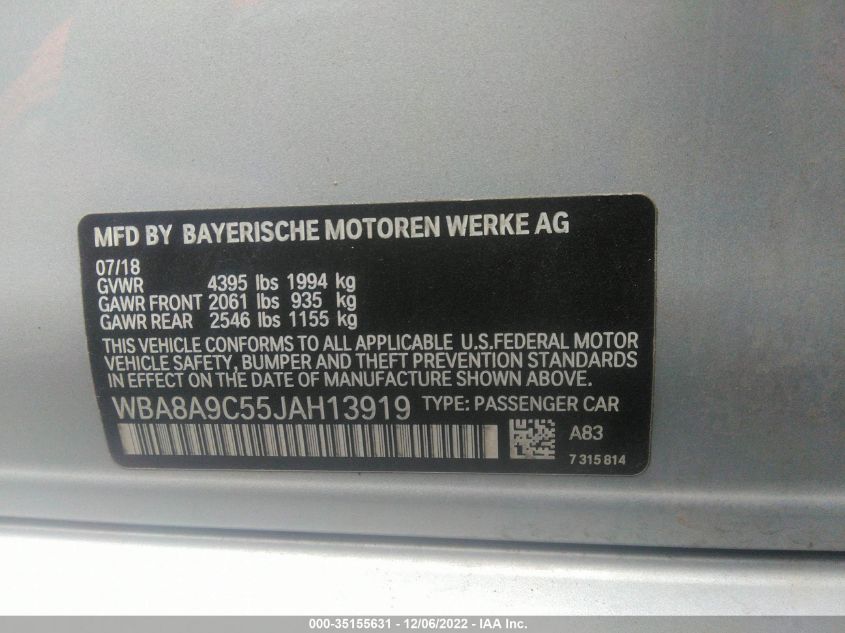 MFD BY BAYERISCHE MOTOREN WERKE AG
07/18
GVWR 4395 lbs 1994 kg
GAWR FRONT 2061 lbs 935 kg
GAWR REAR 2546 lbs 1155 kg
THIS VEHICLE CONFORMS TO ALL APPLICABLE U.S.FEDERAL MOTOR
VEHICLE SAFETY, BUMPER AND THEFT PREVENTION STANDARDS
IN EFFECT ON THE DATE OF MANUFACTURE SHOWN ABOVE.
WBA8A9C55JAH13919 TYPE: PASSENGER CAR
A83
7 315 814
000-35155631 - 12/06/2022 - IAA Inc.